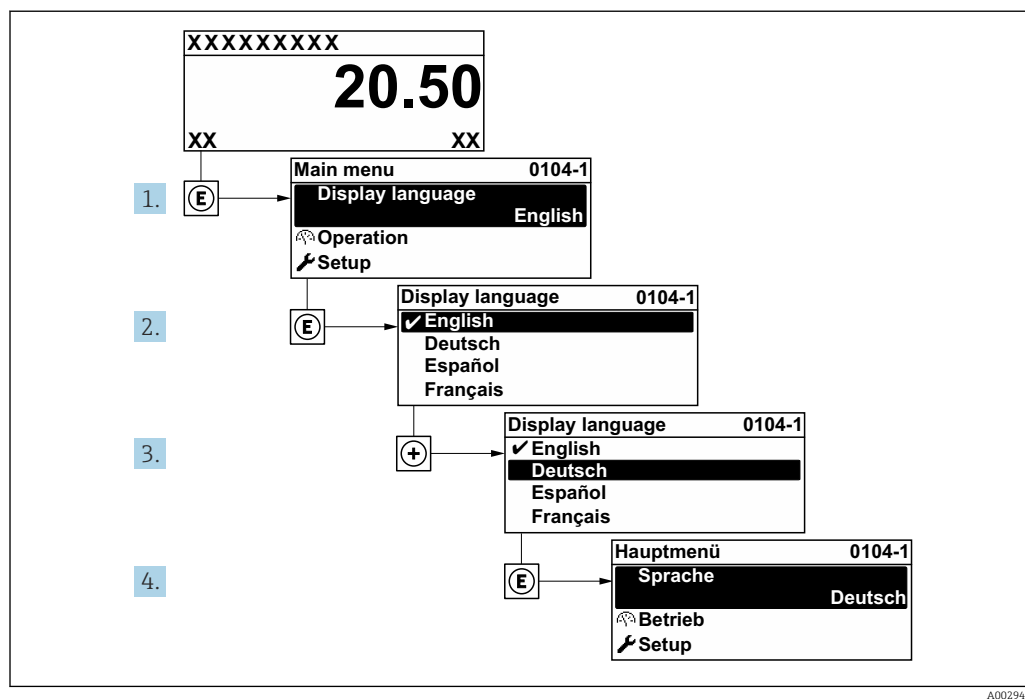 XXXXXXXXX
20.50
XX XX
1. E
Main menu 0104-1
Display language
English
Operation
Setup
2. E
Display language 0104-1
✔ English
Deutsch
Español
Français
3. +
Display language 0104-1
✔ English
Deutsch
Español
Français
4. E
Hauptmenü 0104-1
Sprache
Deutsch
Betrieb
Setup
A00294